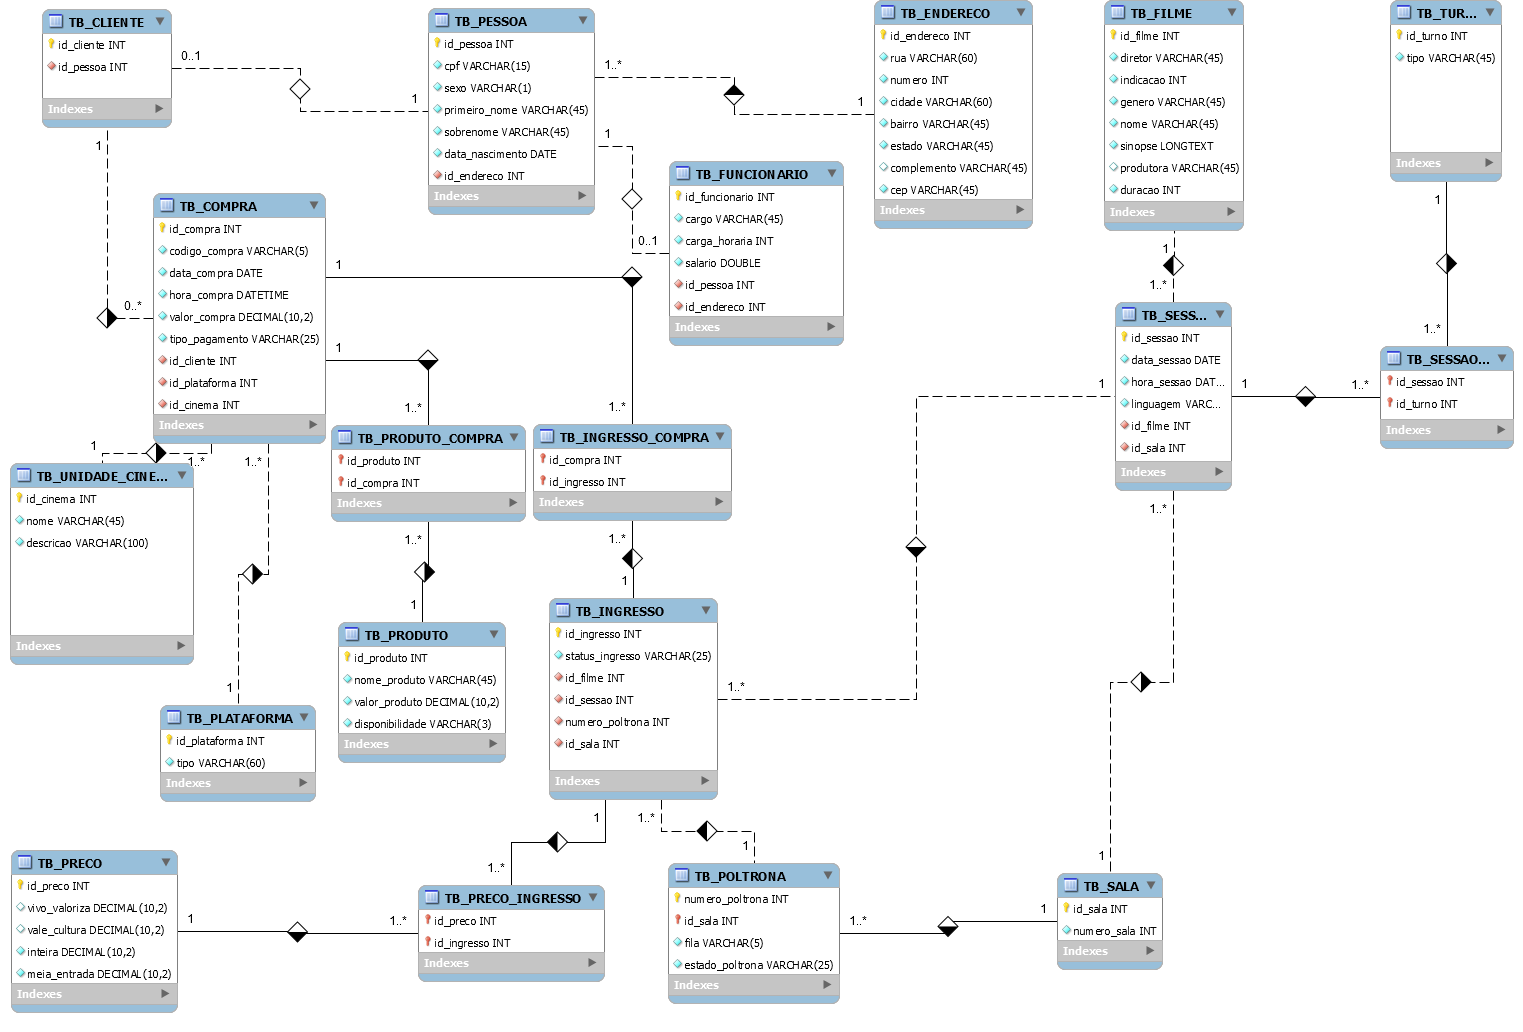 TB_CLIENTE
id_cliente INT
id_pessoa INT
Indexes
0..1
1
TB_PESSOA
id_pessoa INT
cpf VARCHAR(15)
sexo VARCHAR(1)
primeiro_nome VARCHAR(45)
sobrenome VARCHAR(45)
data_nascimento DATE
id_endereco INT
Indexes
1..*
1
TB_ENDERECO
id_endereco INT
rua VARCHAR(60)
numero INT
cidade VARCHAR(60)
bairro VARCHAR(45)
estado VARCHAR(45)
complemento VARCHAR(45)
cep VARCHAR(45)
Indexes
TB_FILME
id_filme INT
diretor VARCHAR(45)
indicacao INT
genero VARCHAR(45)
nome VARCHAR(45)
sinopse LONGTEXT
produtora VARCHAR(45)
duracao INT
Indexes
TB_TUR...
id_turno INT
tipo VARCHAR(45)
Indexes
1
0..1
TB_FUNCIONARIO
id_funcionario INT
cargo VARCHAR(45)
carga_horaria INT
salario DOUBLE
id_pessoa INT
id_endereco INT
Indexes
1
0..*
TB_COMPRA
id_compra INT
codigo_compra VARCHAR(5)
data_compra DATE
hora_compra DATETIME
valor_compra DECIMAL(10,2)
tipo_pagamento VARCHAR(25)
id_cliente INT
id_plataforma INT
id_cinema INT
Indexes
1
1..*
1
1..*
1
1..*
TB_SESS...
id_sessao INT
data_sessao DATE
hora_sessao DAT...
linguagem VARC...
id_filme INT
id_sala INT
Indexes
1
1..*
1
1..*
TB_SESSAO...
id_sessao INT
id_turno INT
Indexes
1
1..*
1..*
TB_UNIDADE_CINE...
id_cinema INT
nome VARCHAR(45)
descricao VARCHAR(100)
Indexes
TB_PRODUTO_COMPRA
id_produto INT
id_compra INT
Indexes
TB_INGRESSO_COMPRA
id_compra INT
id_ingresso INT
Indexes
1
1..*
1..*
1
1..*
1
1..*
1
TB_PLATAFORMA
id_plataforma INT
tipo VARCHAR(60)
Indexes
TB_PRODUTO
id_produto INT
nome_produto VARCHAR(45)
valor_produto DECIMAL(10,2)
disponibilidade VARCHAR(3)
Indexes
TB_INGRESSO
id_ingresso INT
status_ingresso VARCHAR(25)
id_filme INT
id_sessao INT
numero_poltrona INT
id_sala INT
Indexes
1..*
1
1..*
1..*
1
1
TB_PRECO
id_preco INT
vivo_valoriza DECIMAL(10,2)
vale_cultura DECIMAL(10,2)
inteira DECIMAL(10,2)
meia_entrada DECIMAL(10,2)
Indexes
1
1..*
TB_PRECO_INGRESSO
id_preco INT
id_ingresso INT
Indexes
TB_POLTRONA
numero_poltrona INT
id_sala INT
fila VARCHAR(5)
estado_poltrona VARCHAR(25)
Indexes
1..*
1
TB_SALA
id_sala INT
numero_sala INT
Indexes